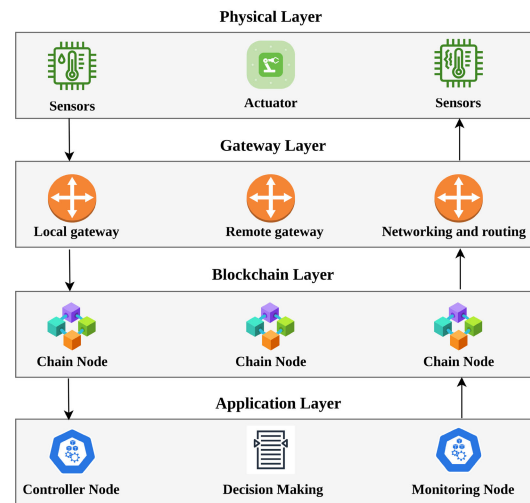 Physical Layer
Sensors
Actuator
Sensors
Gateway Layer
Local gateway
Remote gateway
Networking and routing
Blockchain Layer
Chain Node
Chain Node
Chain Node
Application Layer
Controller Node
Decision Making
Monitoring Node